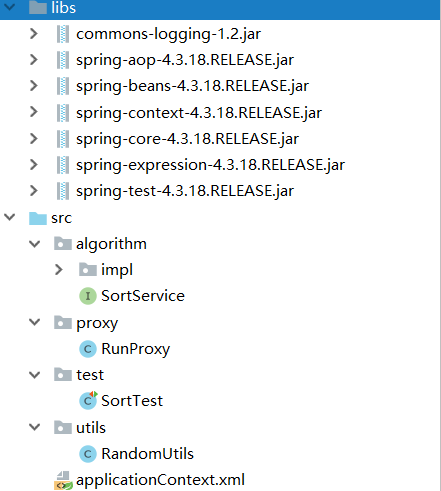 libs
commons-logging-1.2.jar
spring-aop-4.3.18.RELEASE.jar
spring-beans-4.3.18.RELEASE.jar
spring-context-4.3.18.RELEASE.jar
spring-core-4.3.18.RELEASE.jar
spring-expression-4.3.18.RELEASE.jar
spring-test-4.3.18.RELEASE.jar
src
algorithm
impl
I SortService
proxy
C RunProxy
test
C SortTest
utils
C RandomUtils
applicationContext.xml